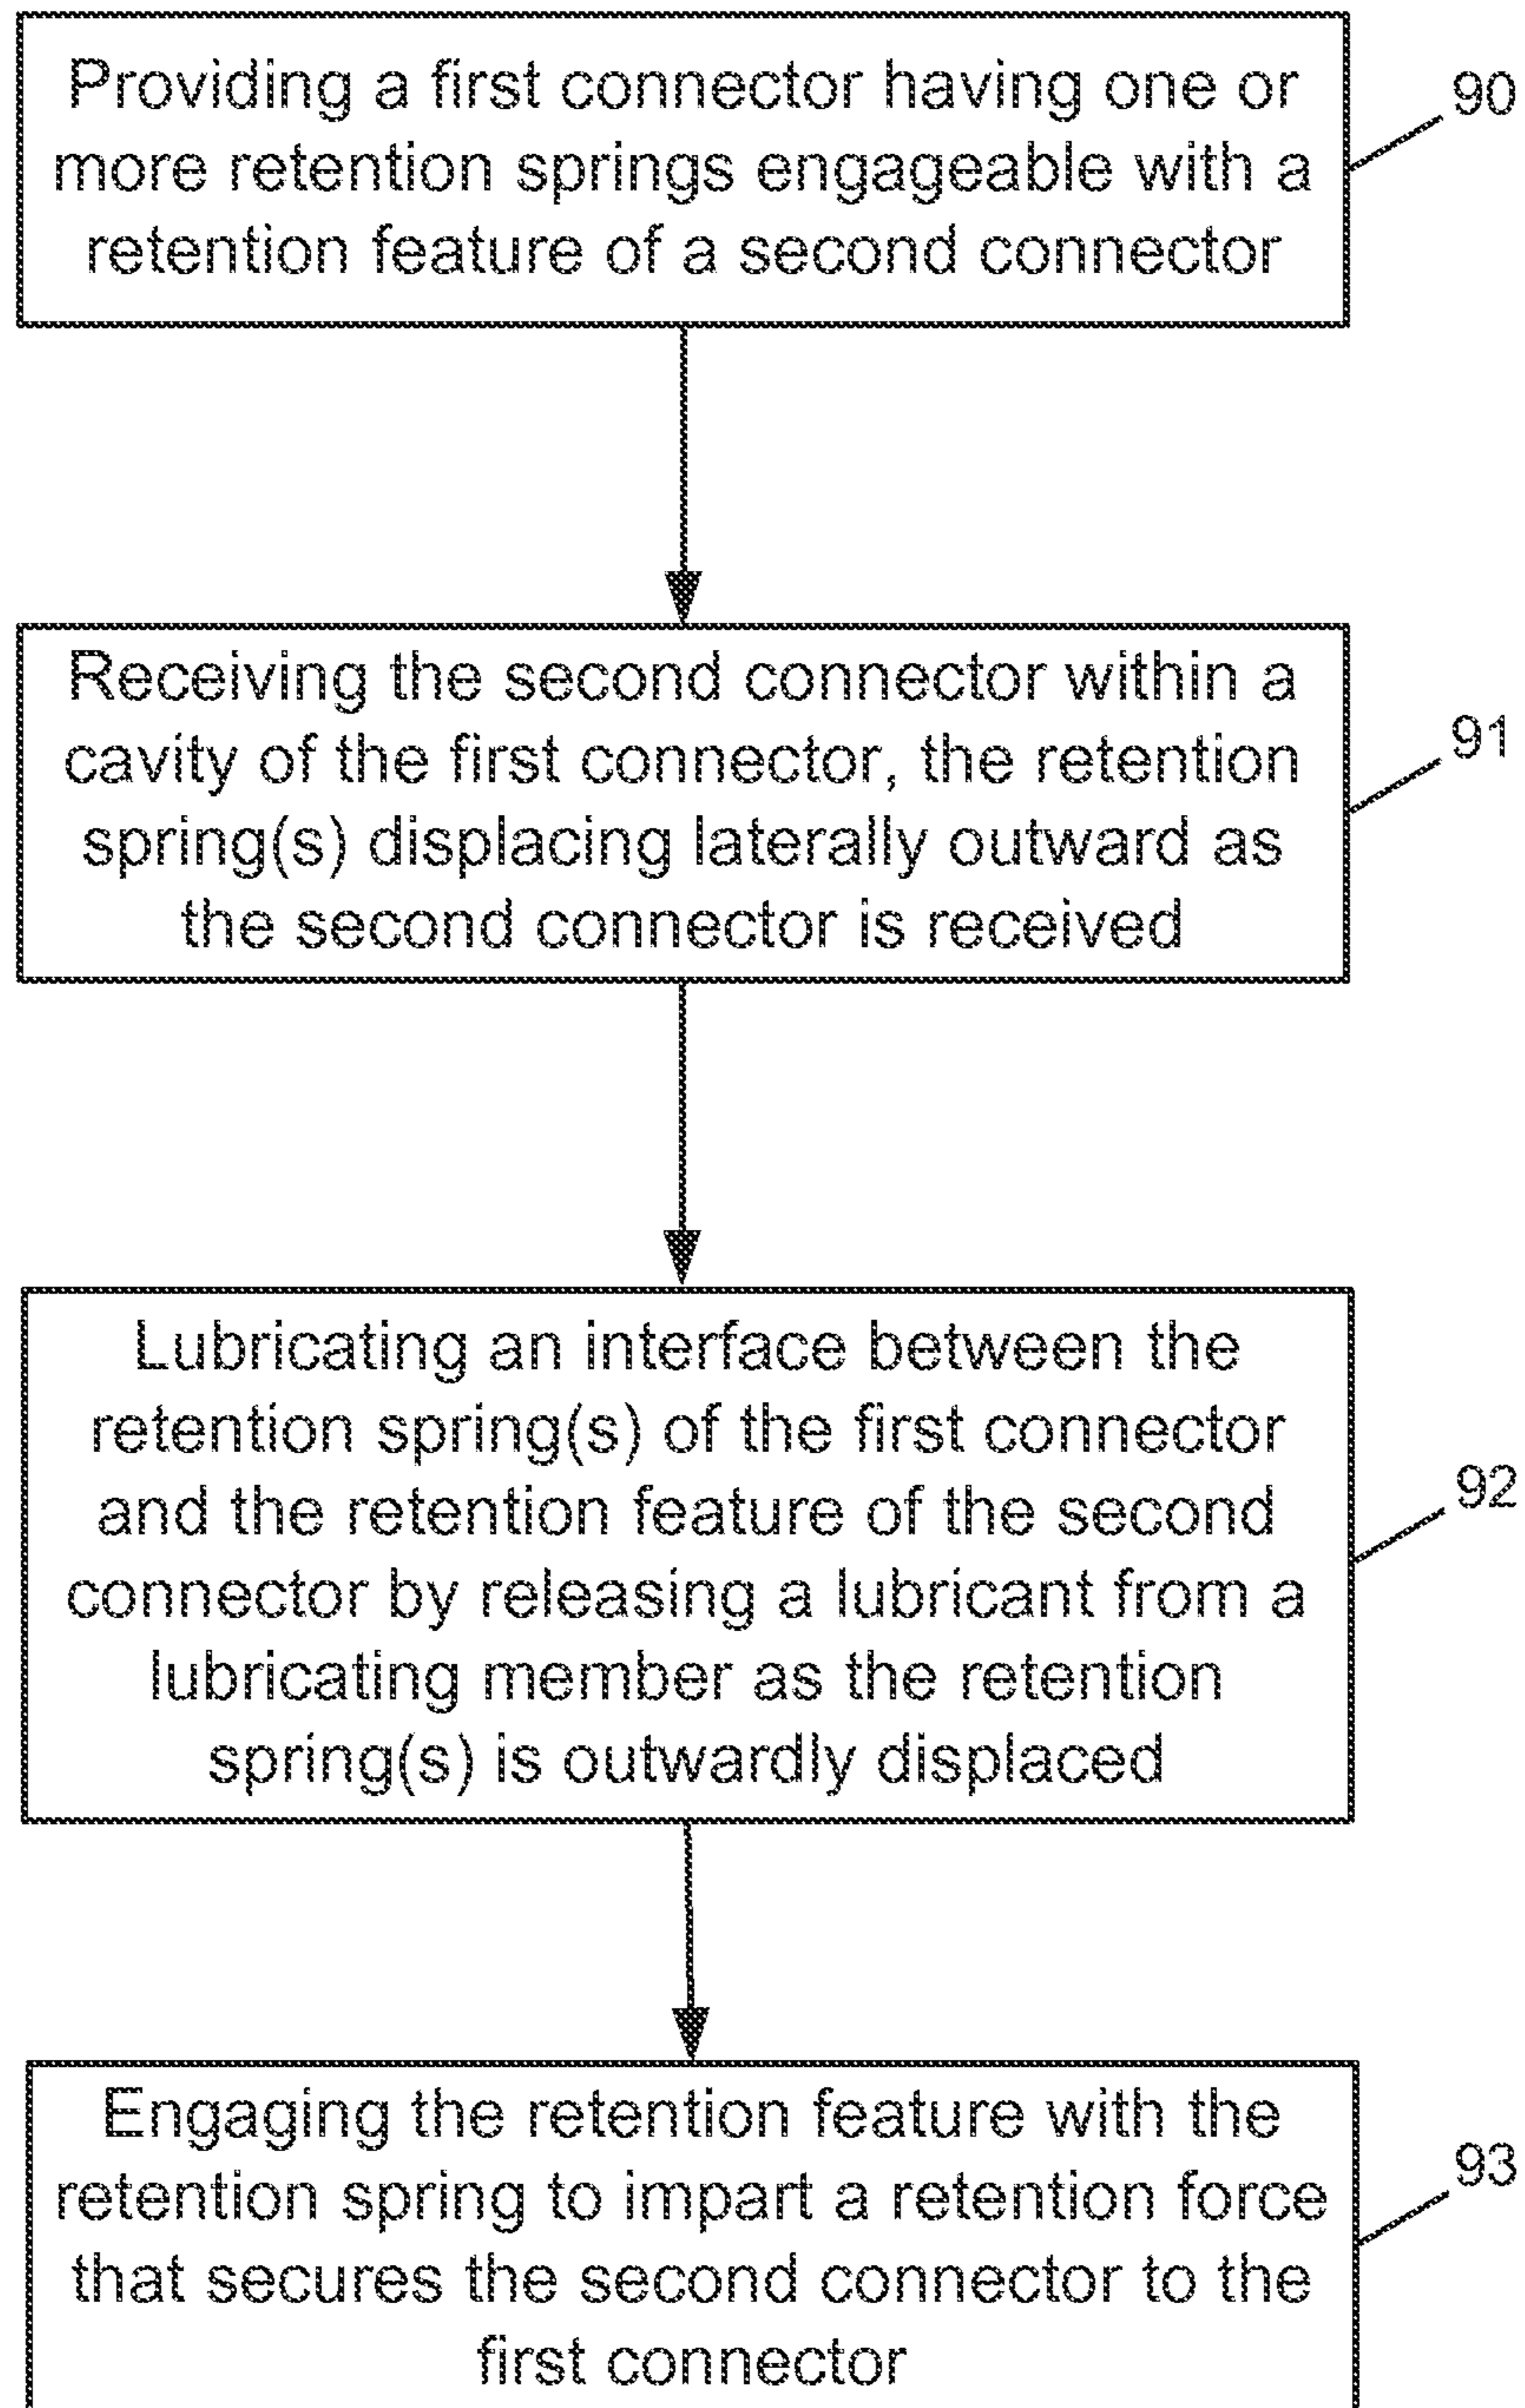 Providing a first connector having one or
more retention springs engageable with a
retention feature of a second connector
90
Receiving the second connector within a
cavity of the first connector, the retention
spring(s) displacing laterally outward as
the second connector is received
91
Lubricating an interface between the
retention spring(s) of the first connector
and the retention feature of the second
connector by releasing a lubricant from a
lubricating member as the retention
spring(s) is outwardly displaced
92
Engaging the retention feature with the
retention spring to impart a retention force
that secures the second connector to the
first connector
93